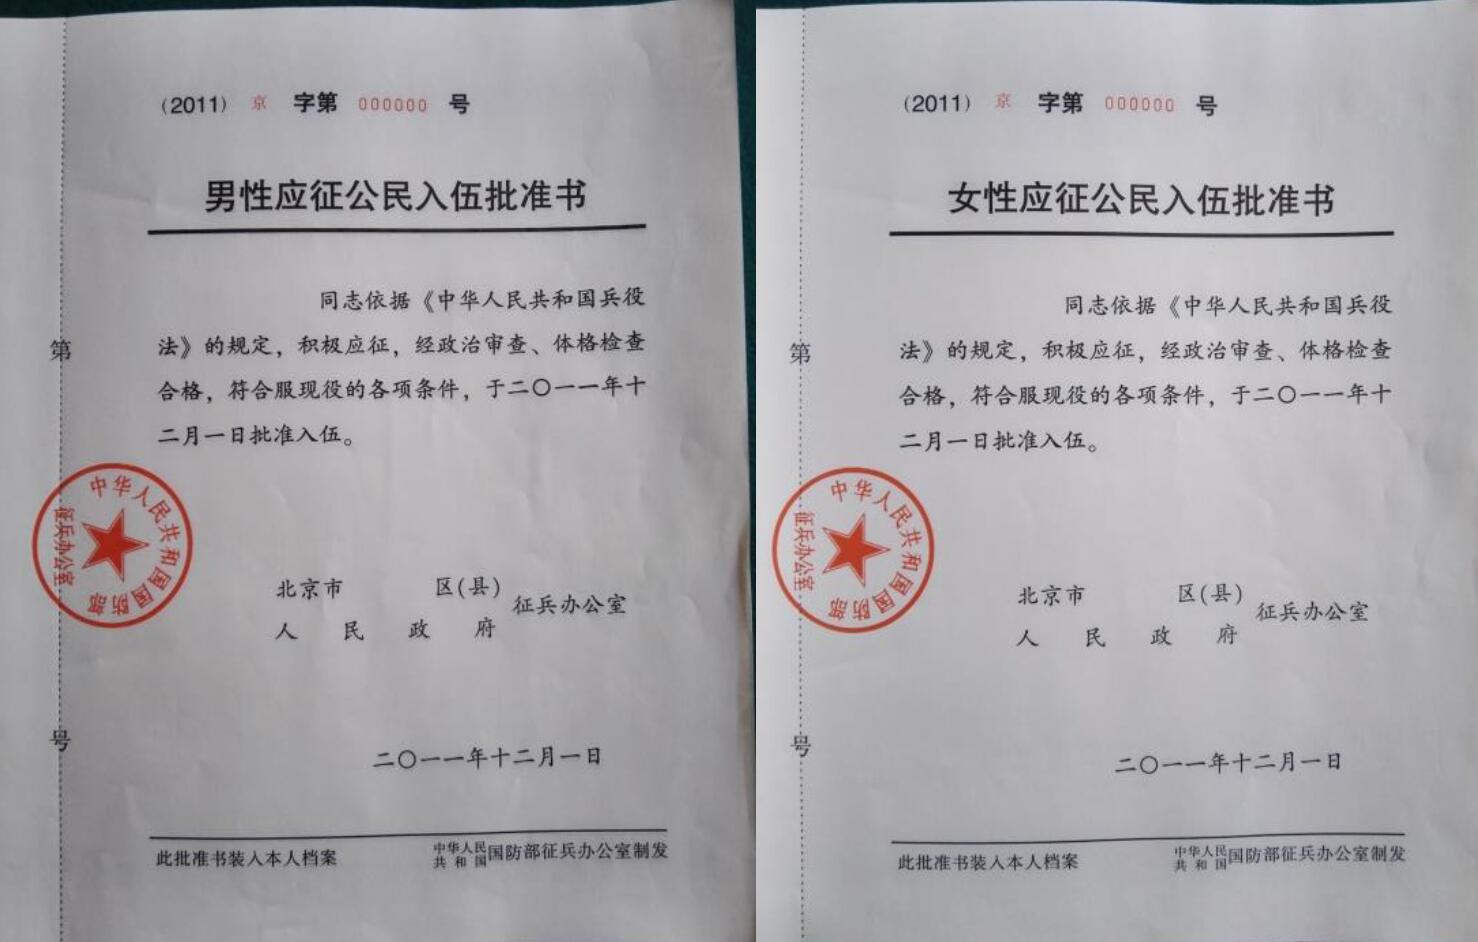 (2011) 京 字第 000000 号
男性应征公民入伍批准书
同志依据《中华人民共和国兵役
法》的规定，积极应征，经政治审查、体格检查
合格，符合服现役的各项条件，于二〇一一年十
二月一日批准入伍。
第
号
中华人民共和国国防部
征兵办公室
北京市 区(县)
人民政府
征兵办公室
二〇一一年十二月一日
此批准书装入本人档案
中华人民
共和国
国防部征兵办公室制发
(2011) 京 字第 000000 号
女性应征公民入伍批准书
同志依据《中华人民共和国兵役
法》的规定，积极应征，经政治审查、体格检查
合格，符合服现役的各项条件，于二〇一一年十
二月一日批准入伍。
第
号
中华人民共和国国防部
征兵办公室
北京市 区(县)
人民政府
征兵办公室
二〇一一年十二月一日
此批准书装入本人档案
中华人民
共和国
国防部征兵办公室制发